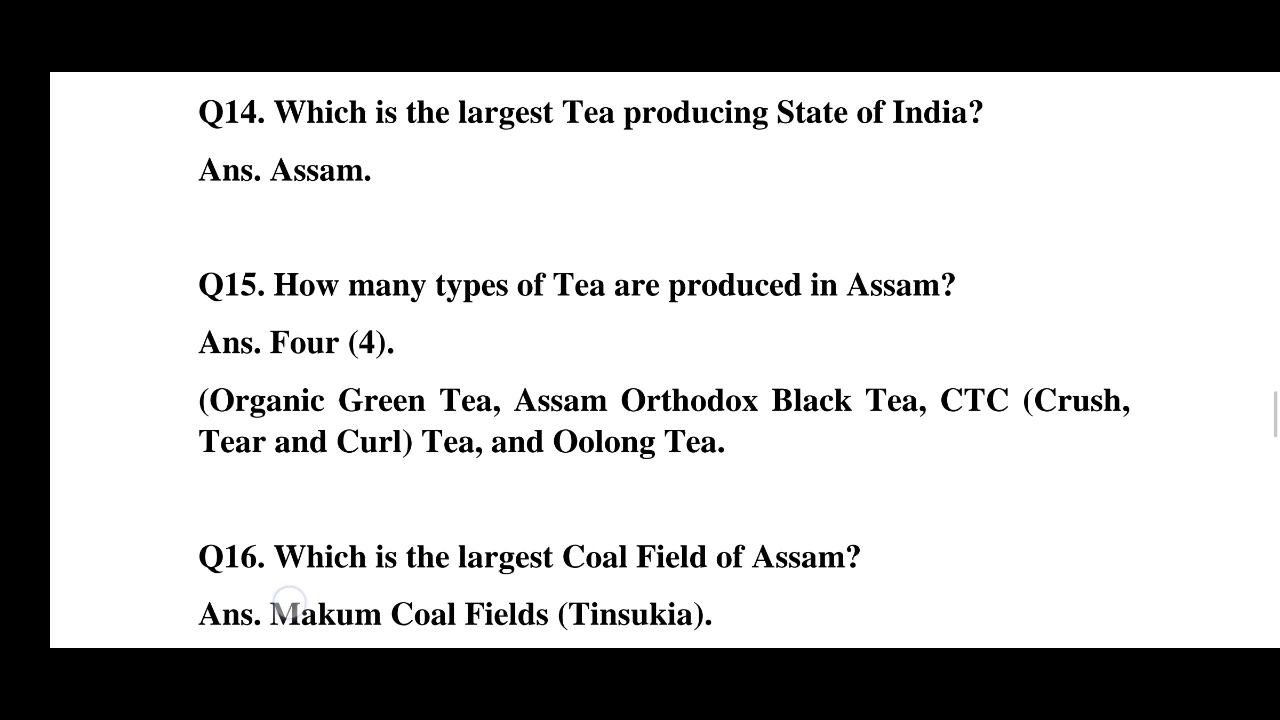 Q14. Which is the largest Tea producing State of India?
Ans. Assam.
Q15. How many types of Tea are produced in Assam?
Ans. Four (4).
(Organic Green Tea, Assam Orthodox Black Tea, CTC (Crush,
Tear and Curl) Tea, and Oolong Tea.
Q16. Which is the largest Coal Field of Assam?
Ans. Makum Coal Fields (Tinsukia).